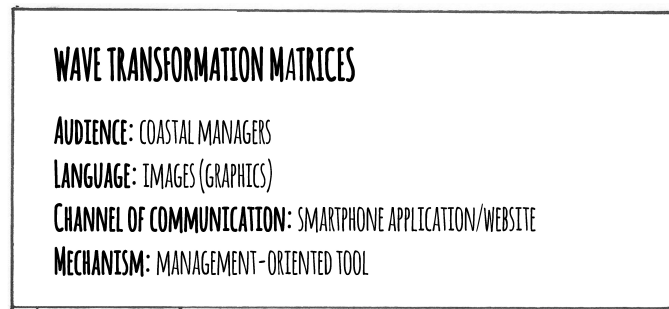 WAVE TRANSFORMATION MATRICES
AUDIENCE: COASTAL MANAGERS
LANGUAGE: IMAGES (GRAPHICS)
CHANNEL OF COMMUNICATION: SMARTPHONE APPLICATION/WEBSITE
MECHANISM: MANAGEMENT-ORIENTED TOOL